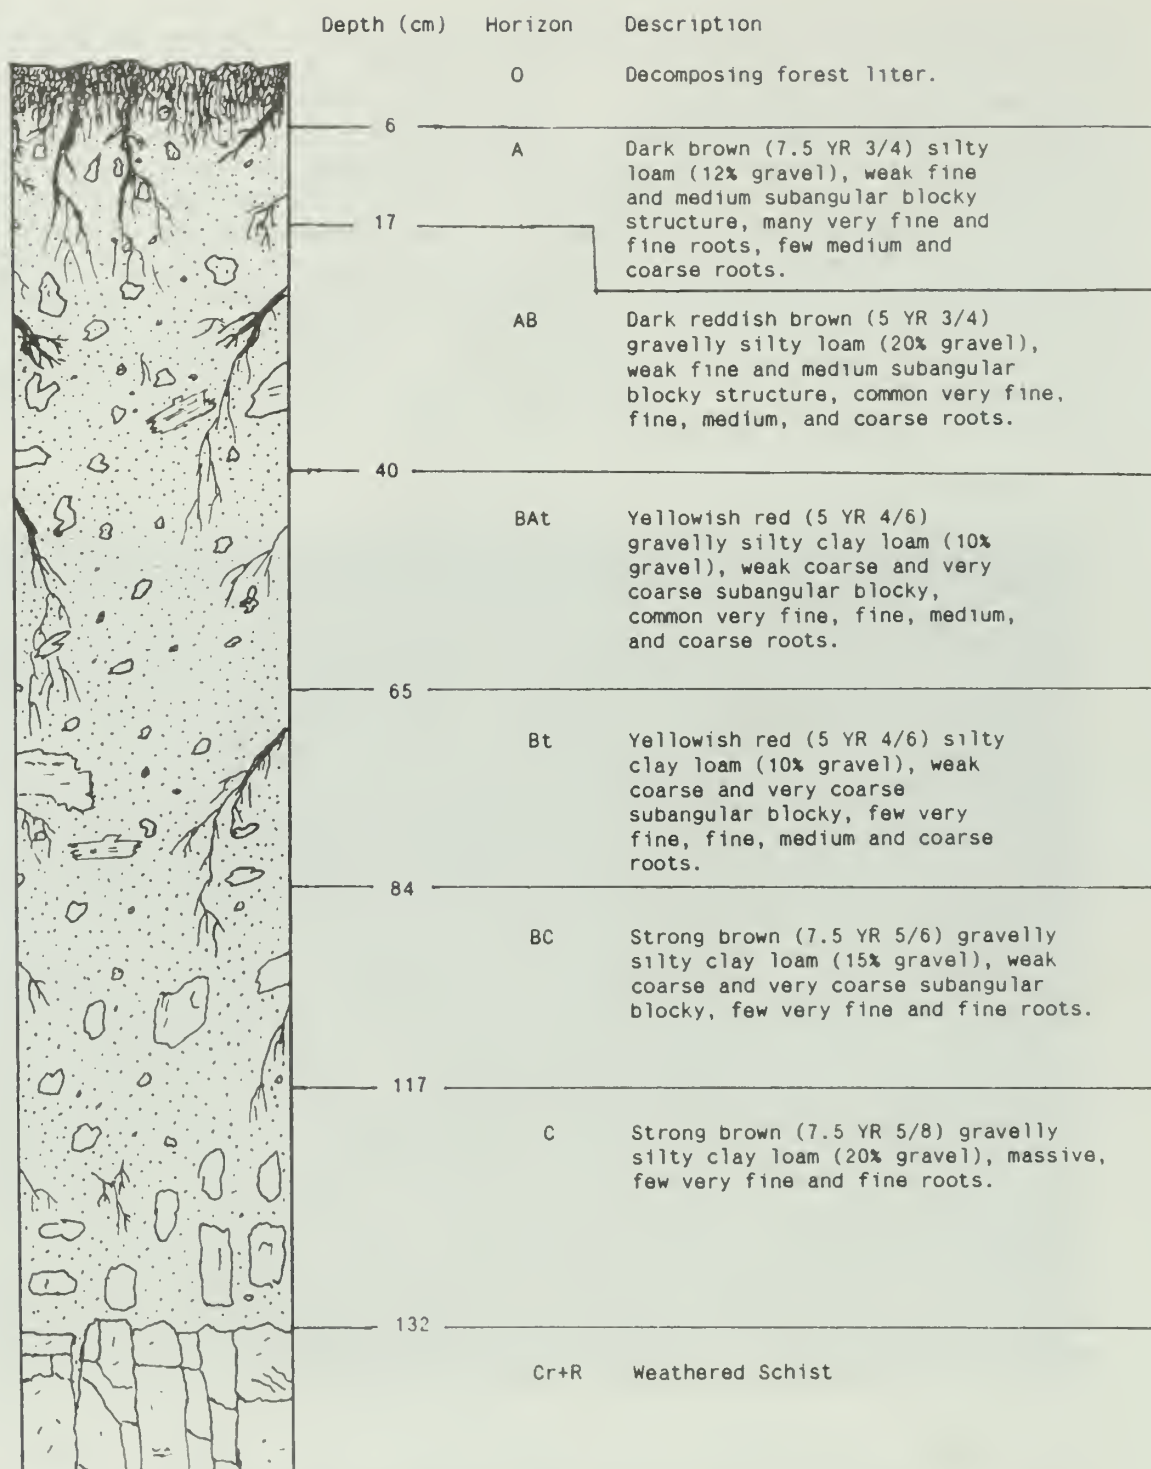 Depth (cm) Horizon Description
O Decomposing forest liter.
6
A Dark brown (7.5 YR 3/4) silty
loam (12% gravel), weak fine
and medium subangular blocky
structure, many very fine and
17
fine roots, few medium and
coarse roots.
AB Dark reddish brown (5 YR 3/4)
gravelly silty loam (20% gravel),
weak fine and medium subangular
blocky structure, common very fine,
fine, medium, and coarse roots.
40
BAt Yellowish red (5 YR 4/6)
gravelly silty clay loam (10%
gravel), weak coarse and very
coarse subangular blocky,
common very fine, fine, medium,
and coarse roots.
65
Bt Yellowish red (5 YR 4/6) silty
clay loam (10% gravel), weak
coarse and very coarse
subangular blocky, few very
fine, fine, medium and coarse
roots.
84
BC Strong brown (7.5 YR 5/6) gravelly
silty clay loam (15% gravel), weak
coarse and very coarse subangular
blocky, few very fine and fine roots.
117
C Strong brown (7.5 YR 5/8) gravelly
silty clay loam (20% gravel), massive,
few very fine and fine roots.
132
Cr+R Weathered Schist